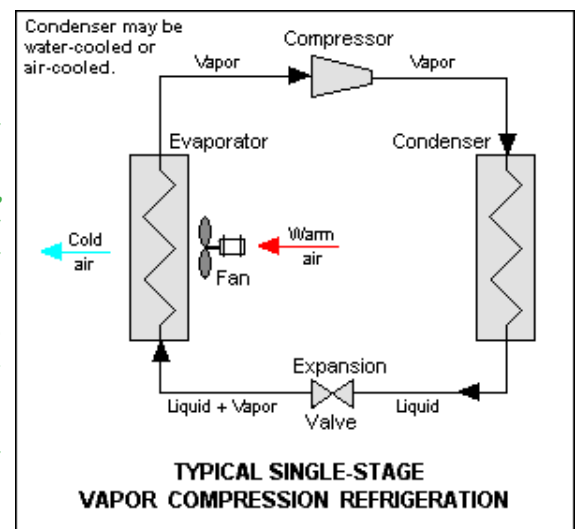 Condenser may be
water-cooled or
air-cooled.
Compressor
Vapor
Vapor
Evaporator
Condenser
Cold
air
Warm
air
Fan
Expansion
Valve
Liquid + Vapor
Liquid
TYPICAL SINGLE-STAGE
VAPOR COMPRESSION REFRIGERATION